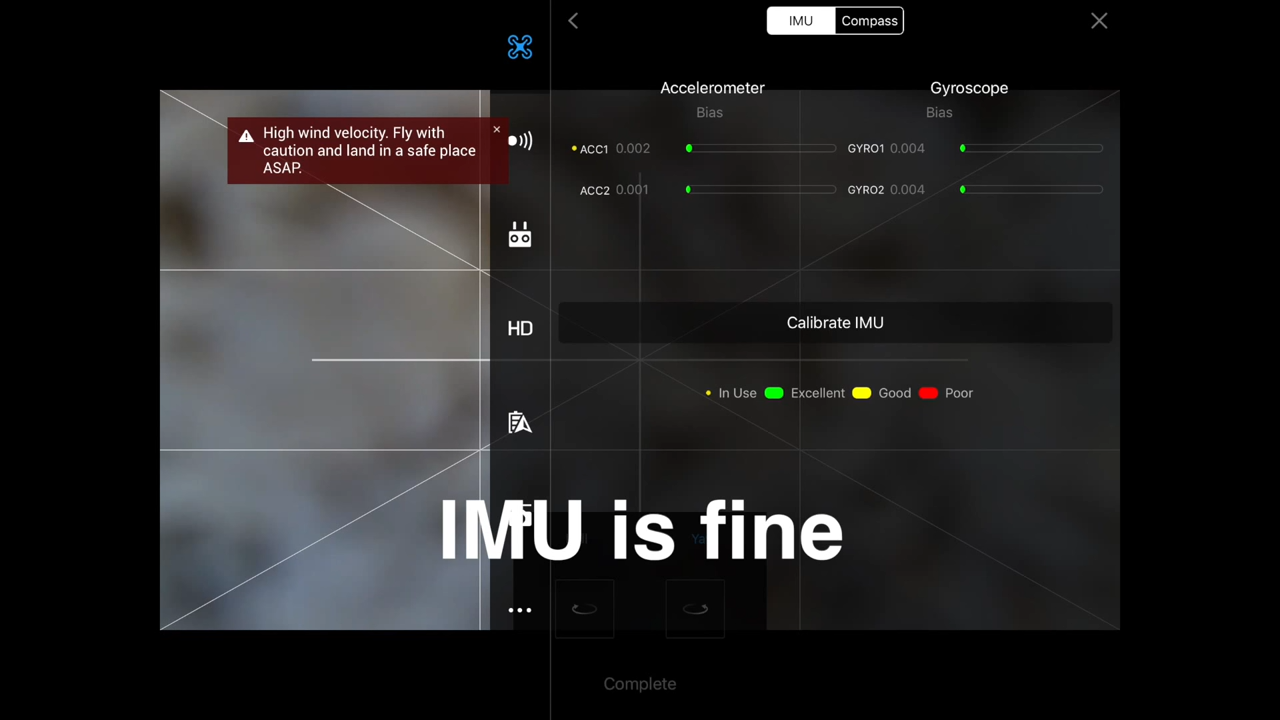 IMU
Compass
Accelerometer
Gyroscope
Bias
Bias
High wind velocity. Fly with
caution and land in a safe place
ASAP.
ACC1 0.002
GYRO1 0.004
ACC2 0.001
GYRO2 0.004
HD
Calibrate IMU
In Use Excellent Good Poor
IMU is fine
Complete